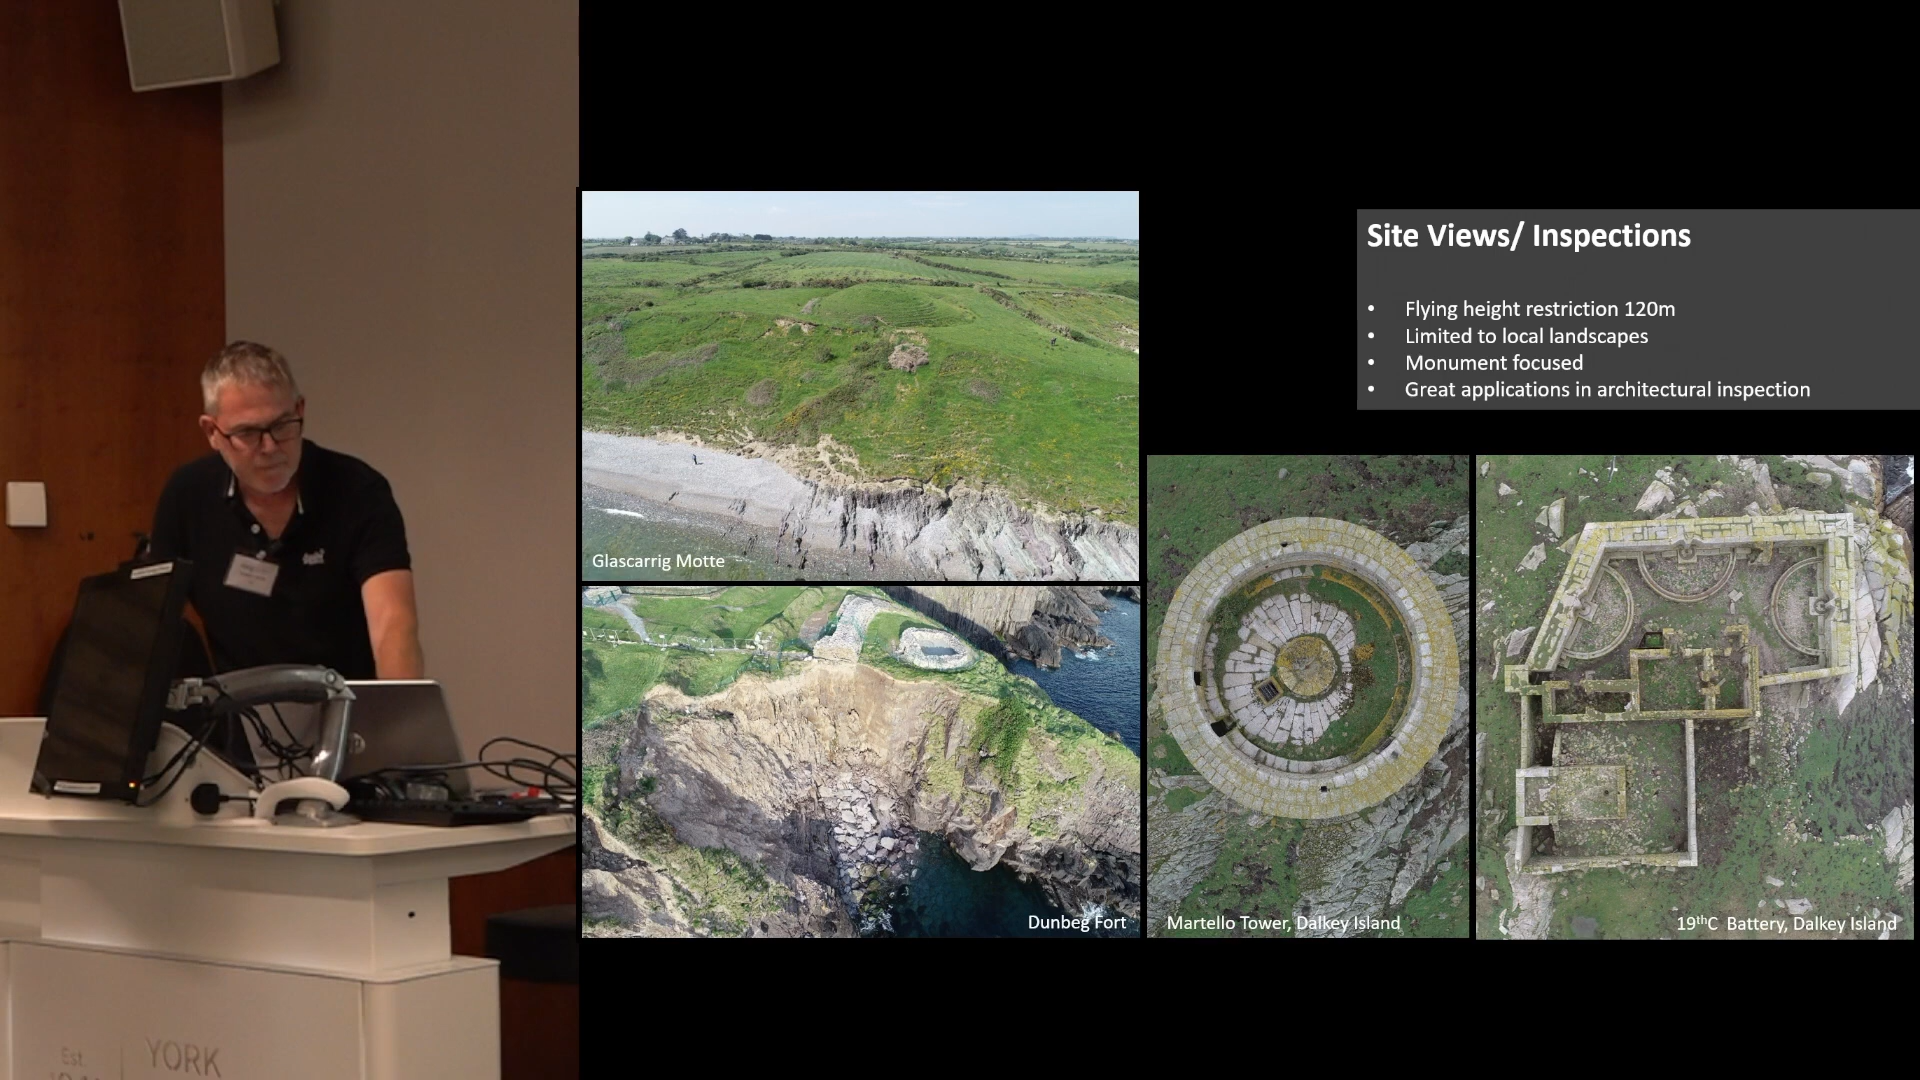 Site Views/ Inspections
• Flying height restriction 120m
• Limited to local landscapes
• Monument focused
• Great applications in architectural inspection
Glascarrig Motte
Dunbeg Fort
Martello Tower, Dalkey Island
19thC Battery, Dalkey Island
Est.
YORK